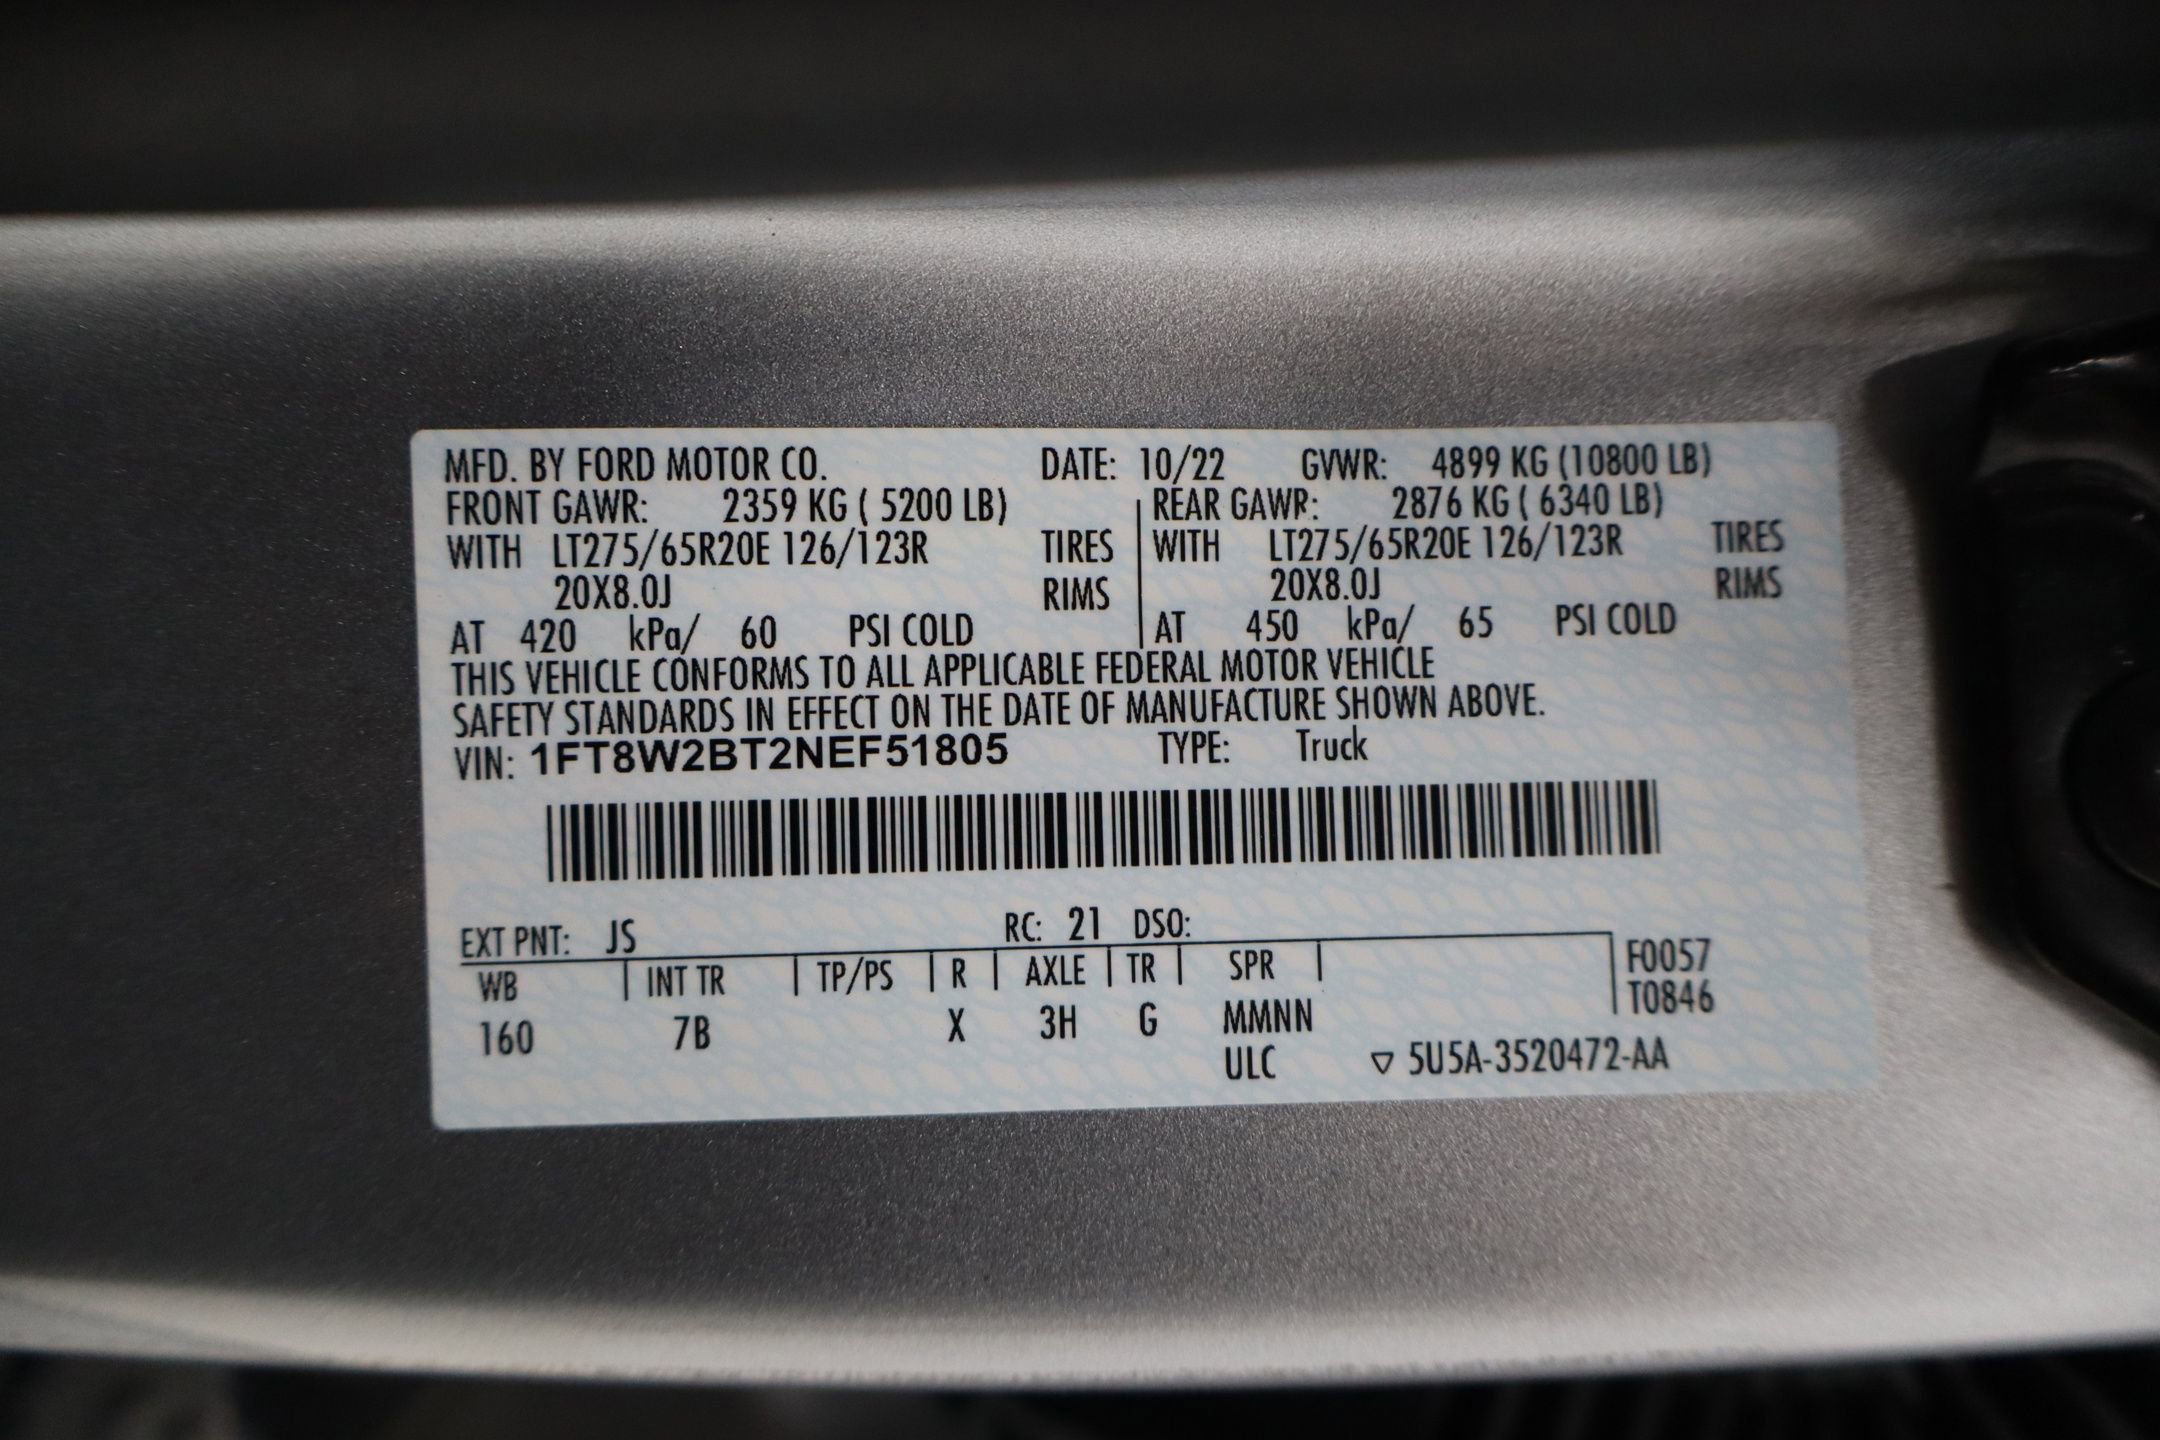 MFD. BY FORD MOTOR CO. DATE: 10/22 GVWR: 4899 KG (10800 LB)
FRONT GAWR: 2359 KG ( 5200 LB) REAR GAWR: 2876 KG ( 6340 LB)
WITH LT275/65R20E 126/123R TIRES WITH LT275/65R20E 126/123R TIRES
20X8.0J RIMS 20X8.0J RIMS
AT 420 kPa/ 60 PSI COLD AT 450 kPa/ 65 PSI COLD
THIS VEHICLE CONFORMS TO ALL APPLICABLE FEDERAL MOTOR VEHICLE
SAFETY STANDARDS IN EFFECT ON THE DATE OF MANUFACTURE SHOWN ABOVE.
VIN: 1FT8W2BT2NEF51805 TYPE: Truck
EXT PNT: JS RC: 21 DSO:
WB INT TR TP/PS R AXLE TR SPR F0057
T0846
160 7B X 3H G MMNN
ULC ▽ 5U5A-3520472-AA